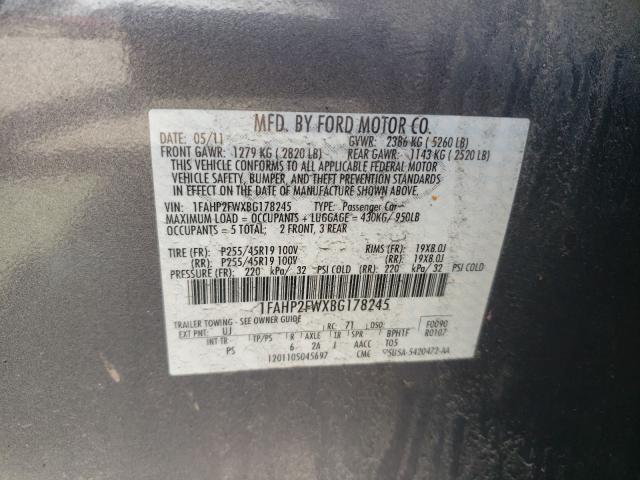 MFD. BY FORD MOTOR CO.
DATE: 05/11 GVWR: 2386 KG ( 5260 LB)
FRONT GAWR: 1279 KG ( 2820 LB) REAR GAWR: 1143 KG ( 2520 LB)
THIS VEHICLE CONFORMS TO ALL APPLICABLE FEDERAL MOTOR
VEHICLE SAFETY, BUMPER, AND THEFT PREVENTION STANDARDS
IN EFFECT ON THE DATE OF MANUFACTURE SHOWN ABOVE.
VIN: 1FAHP2FWXBG178245 TYPE: Passenger Car
MAXIMUM LOAD = OCCUPANTS + LUGGAGE = 430KG/ 950LB
OCCUPANTS = 5 TOTAL: 2 FRONT, 3 REAR
TIRE (FR): P255/45R19 100V RIMS (FR): 19X8.0J
(RR): P255/45R19 100V (RR): 19X8.0J
PRESSURE (FR): 220 kPa/ 32 PSI COLD (RR): 220 kPa/ 32 PSI COLD
1FAHP2FWXBG178245
TRAILER TOWING - SEE OWNER GUIDE
F0090
R0107
EXT PNT: UJ RC: 71 DSO:
INT TR TP/PS R AXLE TR SPR BPH1F
PS 6 2A J AACC T05
1201105045697 CME 5U5A-5420472-AA